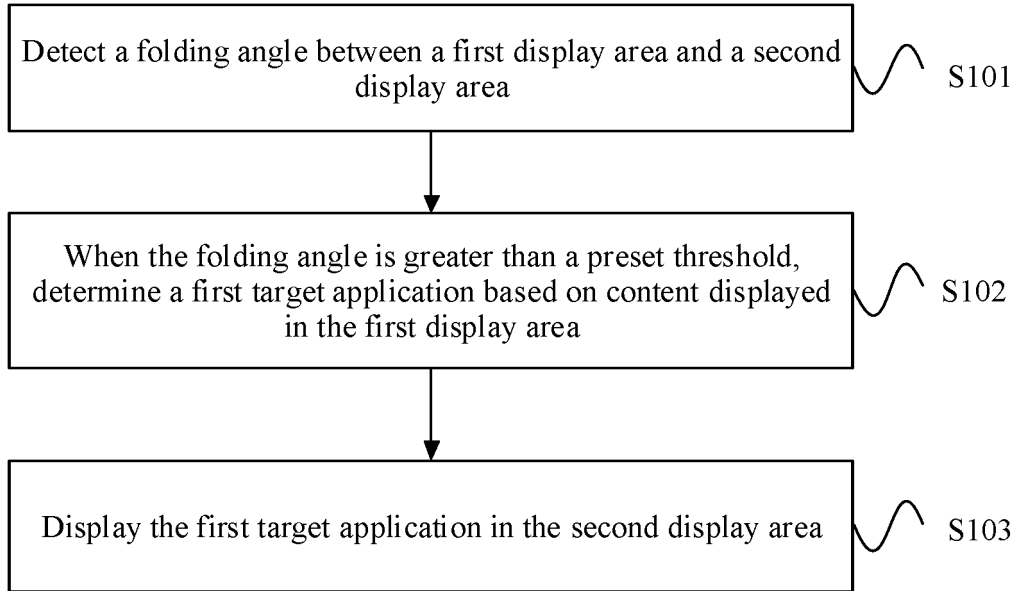 Detect a folding angle between a first display area and a second
display area
S101
When the folding angle is greater than a preset threshold,
determine a first target application based on content displayed
in the first display area
S102
Display the first target application in the second display area
S103